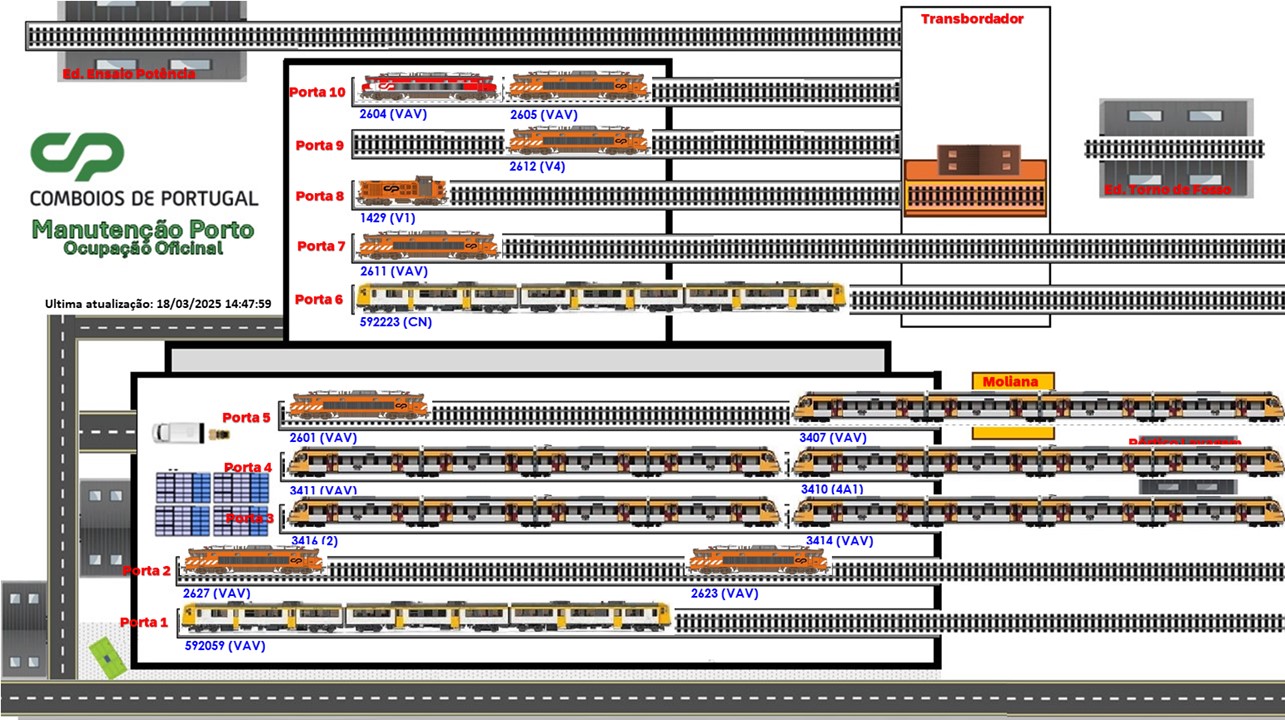 Transbordador
Ed. Ensaio Potência
Porta 10
2604 (VAV)
2605 (VAV)
Porta 9
2612 (V4)
Ed. Torno de Fosso
CP
COMBOIOS DE PORTUGAL
Manutenção Porto
Ocupação Oficinal
Porta 8
1429 (V1)
Porta 7
2611 (VAV)
Ultima atualização: 18/03/2025 14:47:59
Porta 6
592223 (CN)
Moliana
Porta 5
2601 (VAV)
3407 (VAV)
Porta 4
3411 (VAV)
3410 (4A1)
Porta 3
3416 (2)
3414 (VAV)
Porta 2
2627 (VAV)
2623 (VAV)
Porta 1
592059 (VAV)